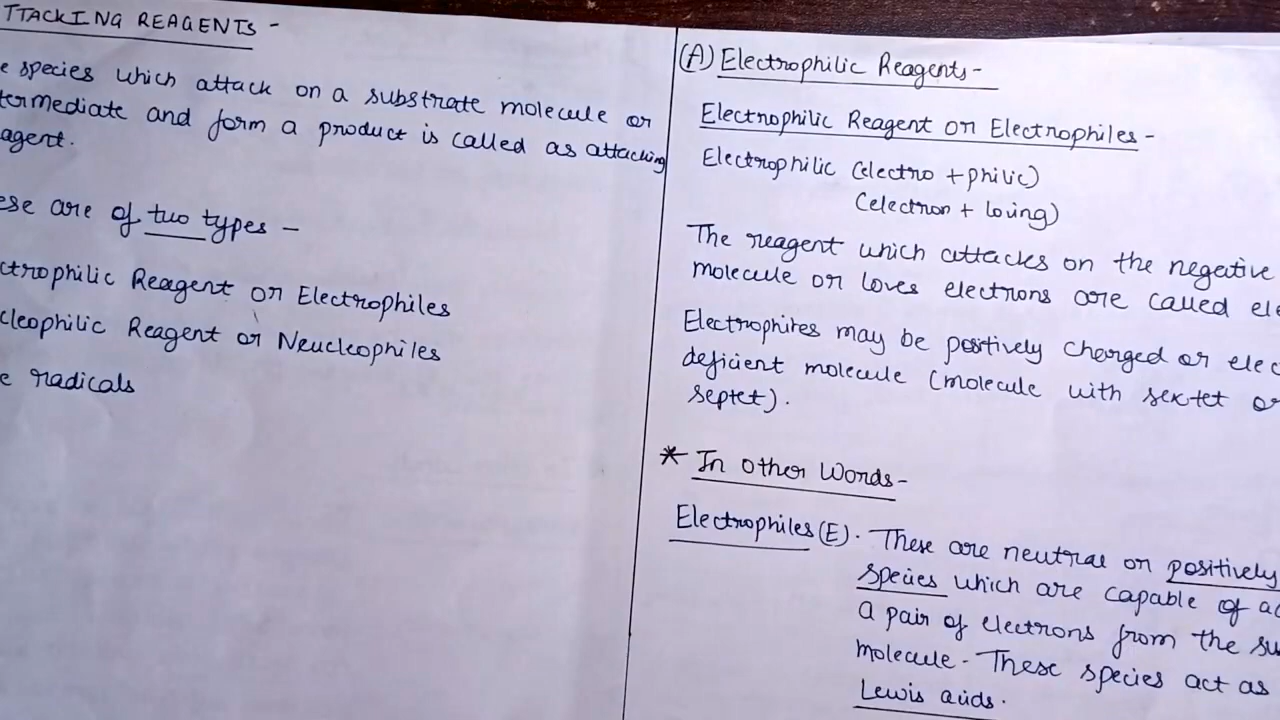 TTACKING REAGENTS -
e species which attack on a substrate molecule or
termediate and form a product is called as attacking
agent.
ese are of two types -
ctrophilic Reagent or Electrophiles
cleophilic Reagent or Neucleophiles
e radicals
(A) Electrophilic Reagents -
Electrophilic Reagent or Electrophiles -
Electrophilic (electro + philic)
(electron + loving)
The reagent which attacks on the negative
molecule or loves electrons are called ele
Electrophires may be positively charged or elec
deficient molecule (molecule with sextet or
septet).
* In Other Words -
Electrophiles (E). These are neutral or positively
species which are capable of ac
a pair of electrons from the su
molecule - These species act as
Lewis acids.